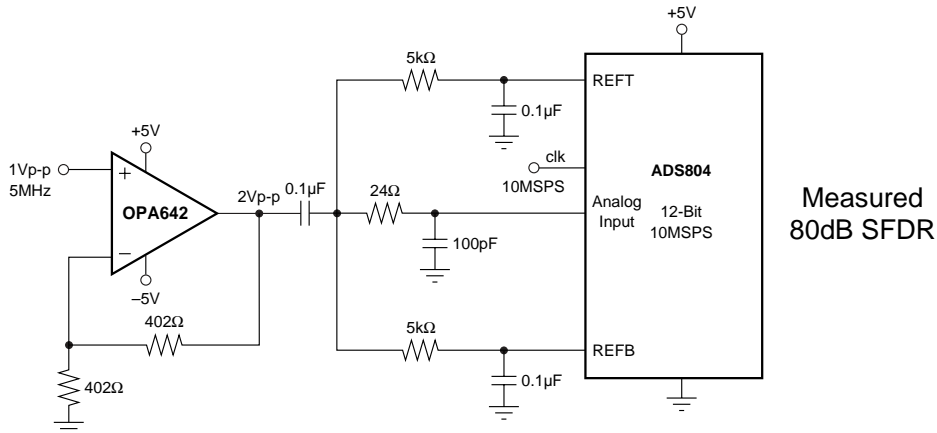 +5V
5kΩ
REFT
0.1µF
+5V
clk
1Vp-p
5MHz
+
2Vp-p
0.1µF
24Ω
10MSPS
ADS804
Measured
80dB SFDR
OPA642
Analog
Input
12-Bit
10MSPS
–
100pF
–5V
402Ω
5kΩ
REFB
0.1µF
402Ω